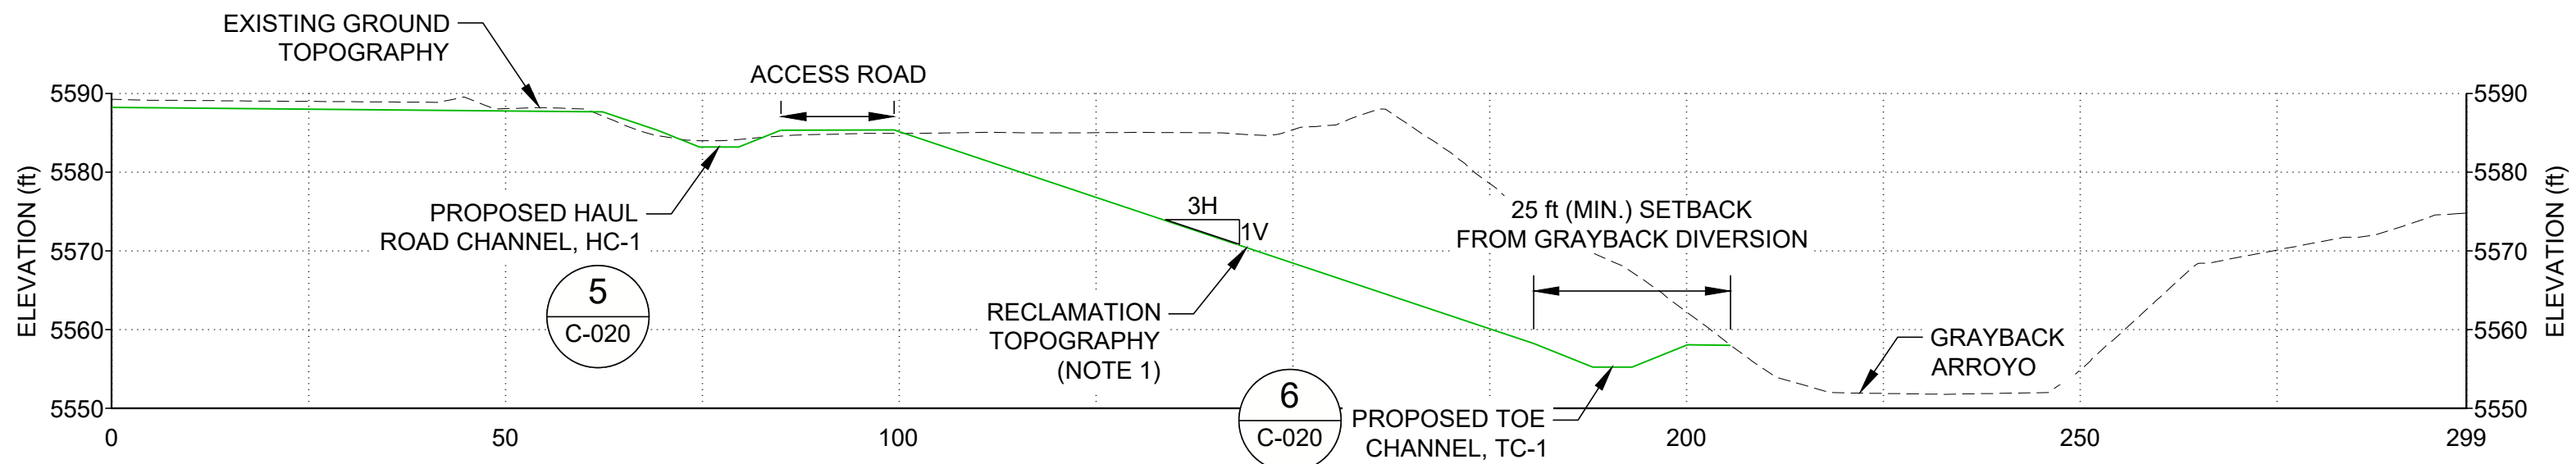 EXISTING GROUND
TOPOGRAPHY
ACCESS ROAD
5590
5580
5570
5560
5550
ELEVATION (ft)
PROPOSED HAUL
ROAD CHANNEL, HC-1
5
C-020
3H
1V
25 ft (MIN.) SETBACK
FROM GRAYBACK DIVERSION
RECLAMATION
TOPOGRAPHY
(NOTE 1)
6
C-020
PROPOSED TOE
CHANNEL, TC-1
GRAYBACK
ARROYO
5590
5580
5570
5560
5550
ELEVATION (ft)
0
50
100
200
250
299